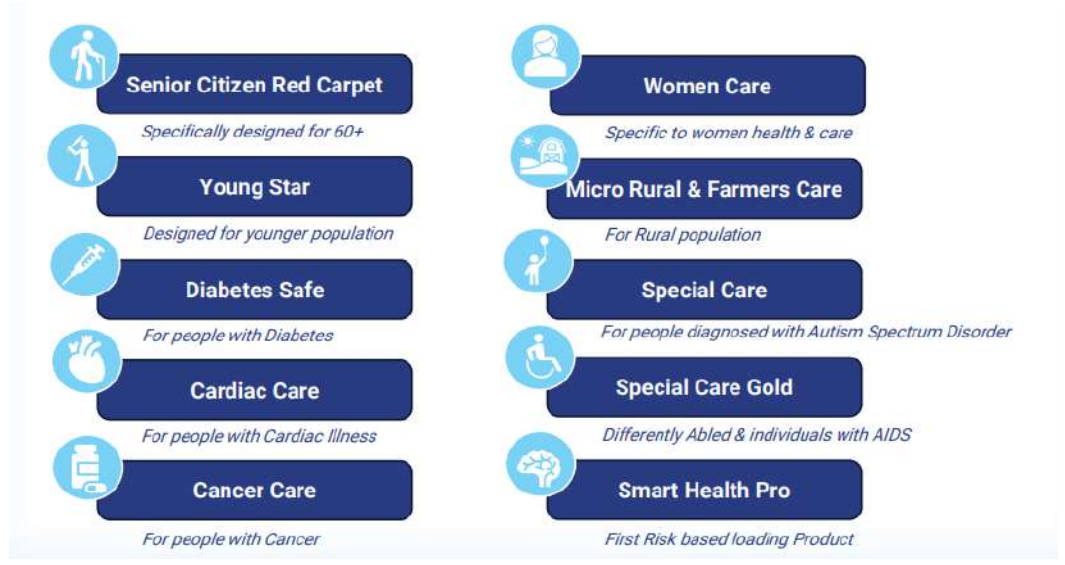 Senior Citizen Red Carpet
Specifically designed for 60+
Young Star
Designed for younger population
Diabetes Safe
For people with Diabetes
Cardiac Care
For people with Cardiac Illness
Cancer Care
For people with Cancer
Women Care
Specific to women health & care
Micro Rural & Farmers Care
For Rural population
Special Care
For people diagnosed with Autism Spectrum Disorder
Special Care Gold
Differently Abled & individuals with AIDS
Smart Health Pro
First Risk based loading Product